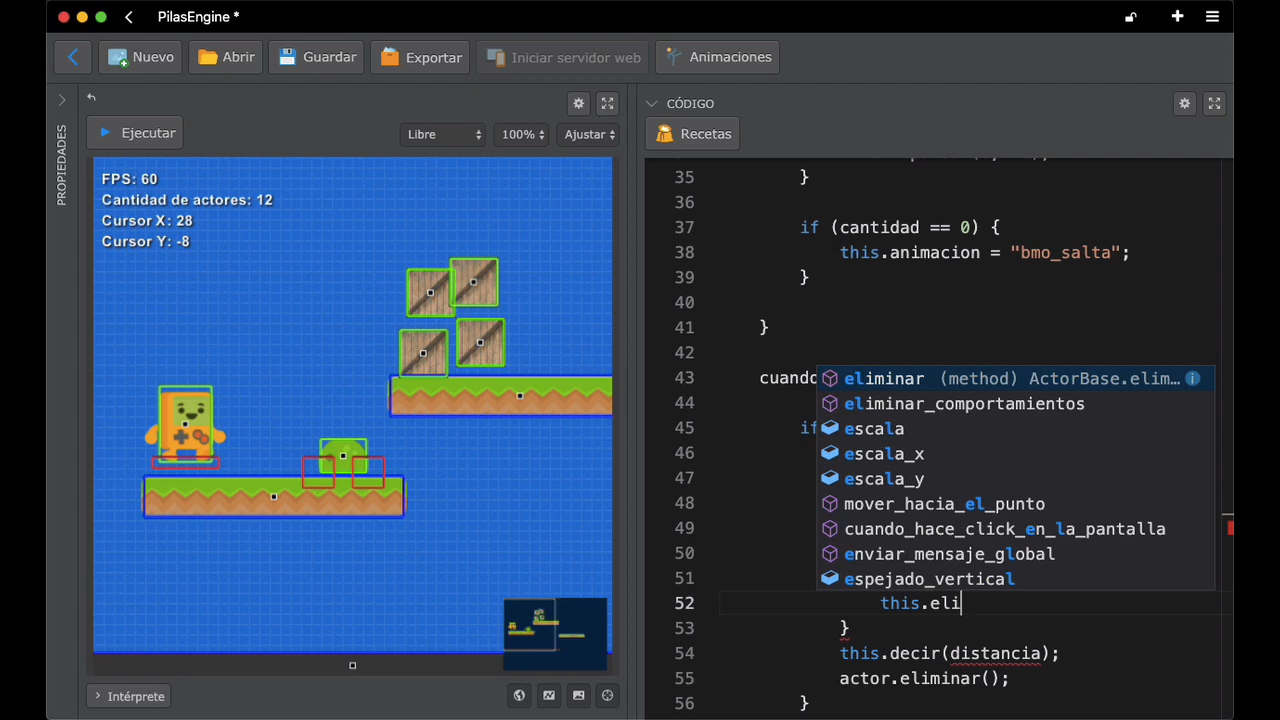 PilasEngine *
Nuevo Abrir Guardar Exportar Iniciar servidor web Animaciones
PROPIEDADES
CÓDIGO
Ejecutar Libre 100% Ajustar
Recetas
FPS: 60
Cantidad de actores: 12
Cursor X: 28
Cursor Y: -8
35 }
36
37 if (cantidad == 0) {
38 this.animacion = "bmo_salta";
39 }
40
41 }
42
43 cuando
44
45 if
46
47
48
49
50
51
52 this.eli
53 }
54 this.decir(distancia);
55 actor.eliminar();
56 }
eliminar (method) ActorBase.elim…
eliminar_comportamientos
escala
escala_x
escala_y
mover_hacia_el_punto
cuando_hace_click_en_la_pantalla
enviar_mensaje_global
espejado_vertical
Intérprete